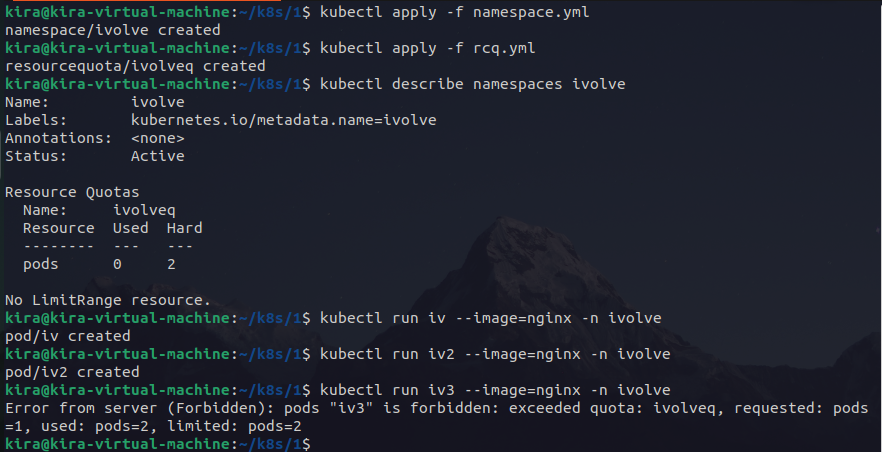 kira@kira-virtual-machine:~/k8s/1$ kubectl apply -f namespace.yml
namespace/ivolve created
kira@kira-virtual-machine:~/k8s/1$ kubectl apply -f rcq.yml
resourcequota/ivolveq created
kira@kira-virtual-machine:~/k8s/1$ kubectl describe namespaces ivolve
Name:         ivolve
Labels:       kubernetes.io/metadata.name=ivolve
Annotations:  <none>
Status:       Active

Resource Quotas
  Name:     ivolveq
  Resource  Used  Hard
  --------  ---   ---
  pods      0     2

No LimitRange resource.
kira@kira-virtual-machine:~/k8s/1$ kubectl run iv --image=nginx -n ivolve
pod/iv created
kira@kira-virtual-machine:~/k8s/1$ kubectl run iv2 --image=nginx -n ivolve
pod/iv2 created
kira@kira-virtual-machine:~/k8s/1$ kubectl run iv3 --image=nginx -n ivolve
Error from server (Forbidden): pods "iv3" is forbidden: exceeded quota: ivolveq, requested: pods
=1, used: pods=2, limited: pods=2
kira@kira-virtual-machine:~/k8s/1$